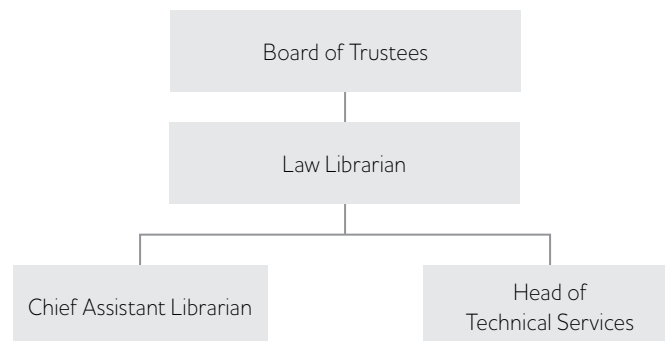 Board of Trustees
Law Librarian
Chief Assistant Librarian
Head of
Technical Services